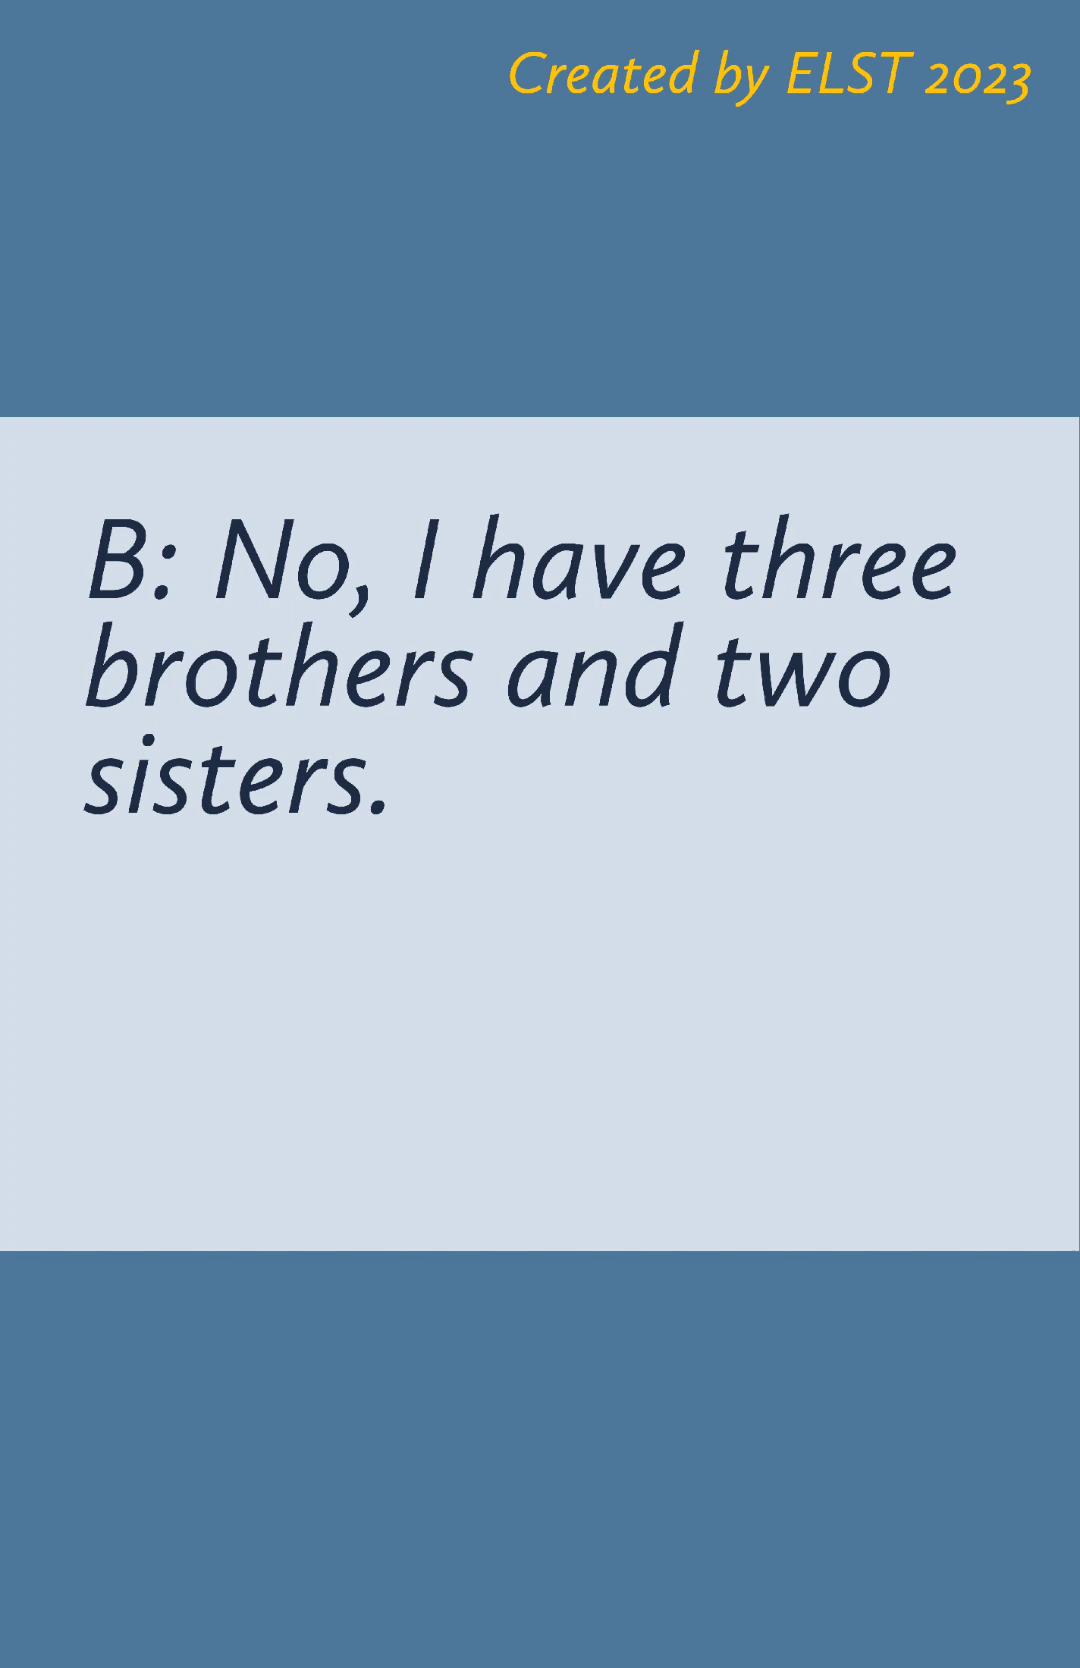 Created by ELST 2023
B: No, I have three
brothers and two
sisters.